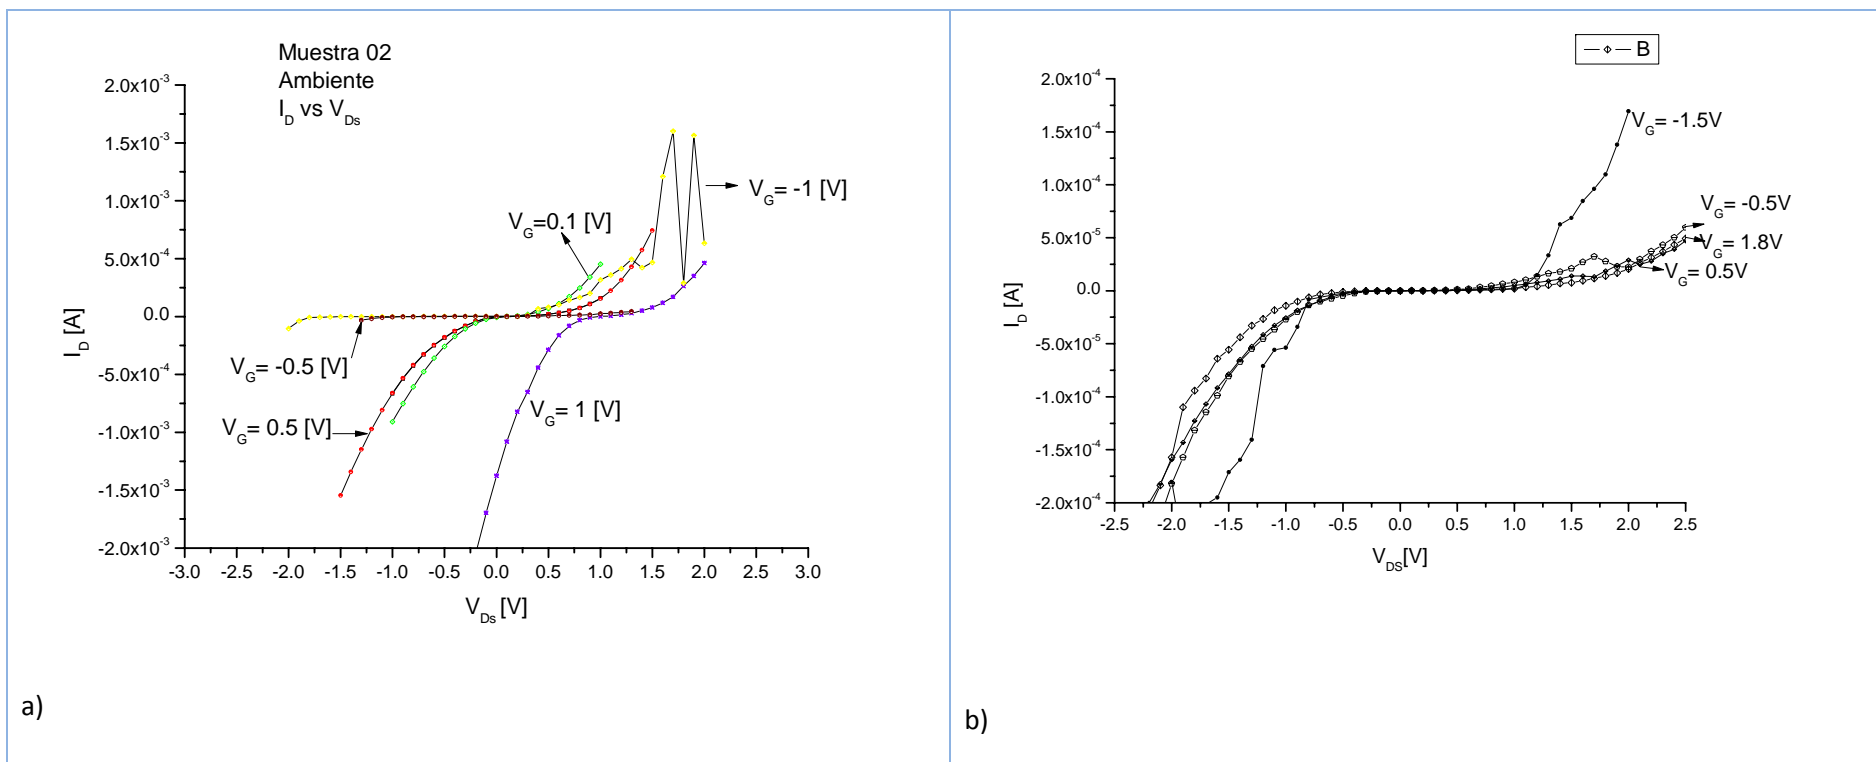 Muestra 02
Ambiente
I_D vs V_Ds
2.0x10^-3
1.5x10^-3
1.0x10^-3
5.0x10^-4
0.0
-5.0x10^-4
-1.0x10^-3
-1.5x10^-3
-2.0x10^-3
I_D [A]
V_G= -1 [V]
V_G=0.1 [V]
V_G= -0.5 [V]
V_G= 1 [V]
V_G= 0.5 [V]
-3.0 -2.5 -2.0 -1.5 -1.0 -0.5 0.0 0.5 1.0 1.5 2.0 2.5 3.0
V_Ds [V]
a)
B
2.0x10^-4
1.5x10^-4
1.0x10^-4
5.0x10^-5
0.0
-5.0x10^-5
-1.0x10^-4
-1.5x10^-4
-2.0x10^-4
I_D [A]
V_G= -1.5V
V_G= -0.5V
V_G= 1.8V
V_G= 0.5V
-2.5 -2.0 -1.5 -1.0 -0.5 0.0 0.5 1.0 1.5 2.0 2.5
V_DS[V]
b)